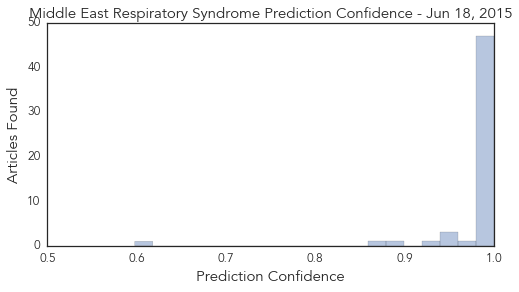 Middle East Respiratory Syndrome Prediction Confidence - Jun 18, 2015
50
40
30
20
10
0
Articles Found
0.5 0.6 0.7 0.8 0.9 1.0
Prediction Confidence